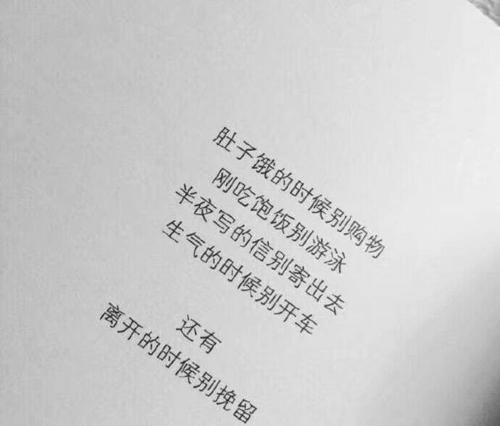 肚子饿的时候别购物
刚吃饱饭别游泳
半夜写的信别寄出去
生气的时候别开车
还有
离开的时候别挽留